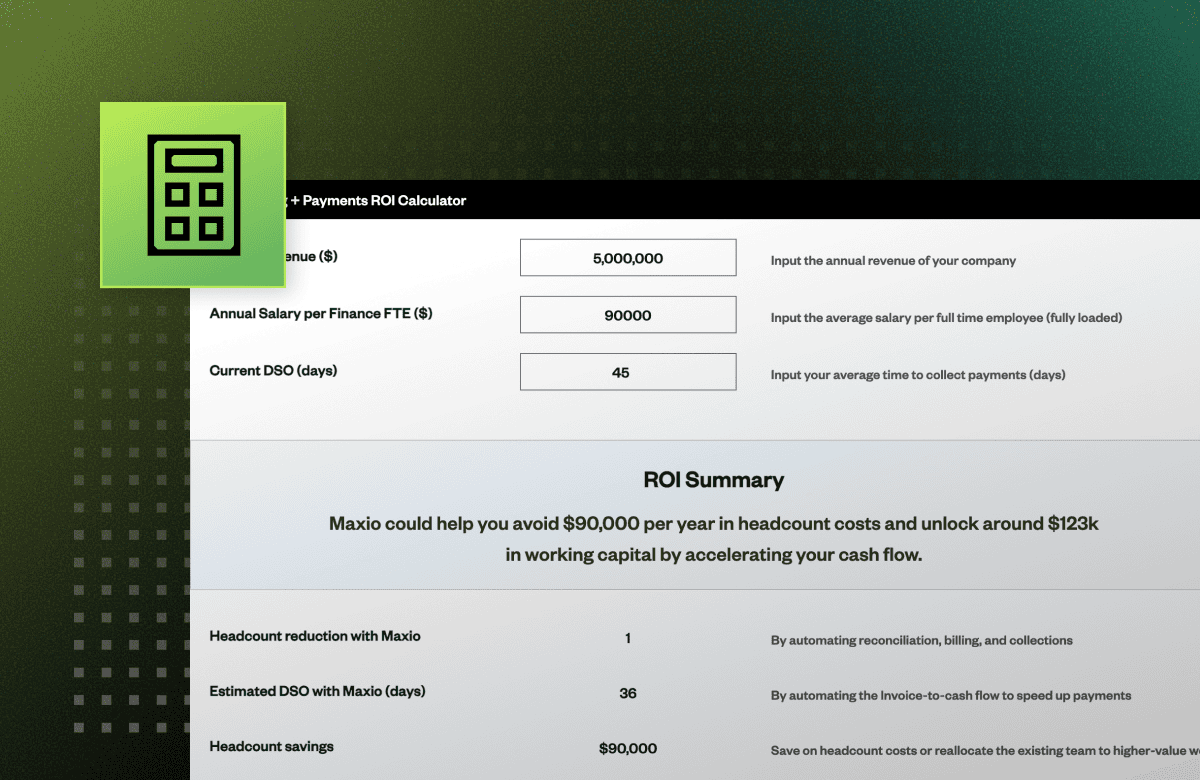 + Payments ROI Calculator
enue ($)
5,000,000
Input the annual revenue of your company
Annual Salary per Finance FTE ($)
90000
Input the average salary per full time employee (fully loaded)
Current DSO (days)
45
Input your average time to collect payments (days)
ROI Summary
Maxio could help you avoid $90,000 per year in headcount costs and unlock around $123k
in working capital by accelerating your cash flow.
Headcount reduction with Maxio
1
By automating reconciliation, billing, and collections
Estimated DSO with Maxio (days)
36
By automating the Invoice-to-cash flow to speed up payments
Headcount savings
$90,000
Save on headcount costs or reallocate the existing team to higher-value